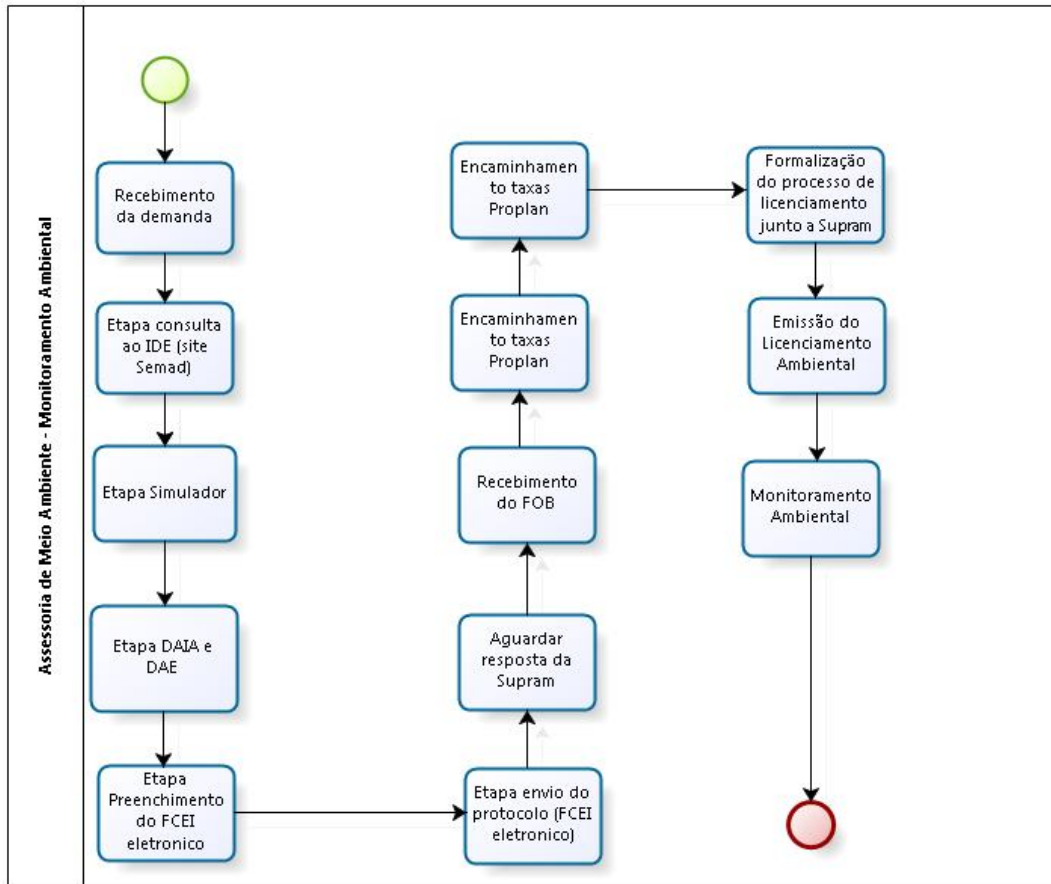 Assessoria de Meio Ambiente - Monitoramento Ambiental
Recebimento
da demanda
Etapa consulta
ao IDE (site
Semad)
Etapa Simulador
Etapa DAIA e
DAE
Etapa
Preenchimento
do FCEI
eletronico
Etapa envio do
protocolo (FCEI
eletronico)
Aguardar
resposta da
Supram
Recebimento
do FOB
Encaminhamen
to taxas
Proplan
Encaminhamen
to taxas
Proplan
Formalização
do processo de
licenciamento
junto a Supram
Emissão do
Licenciamento
Ambiental
Monitoramento
Ambiental